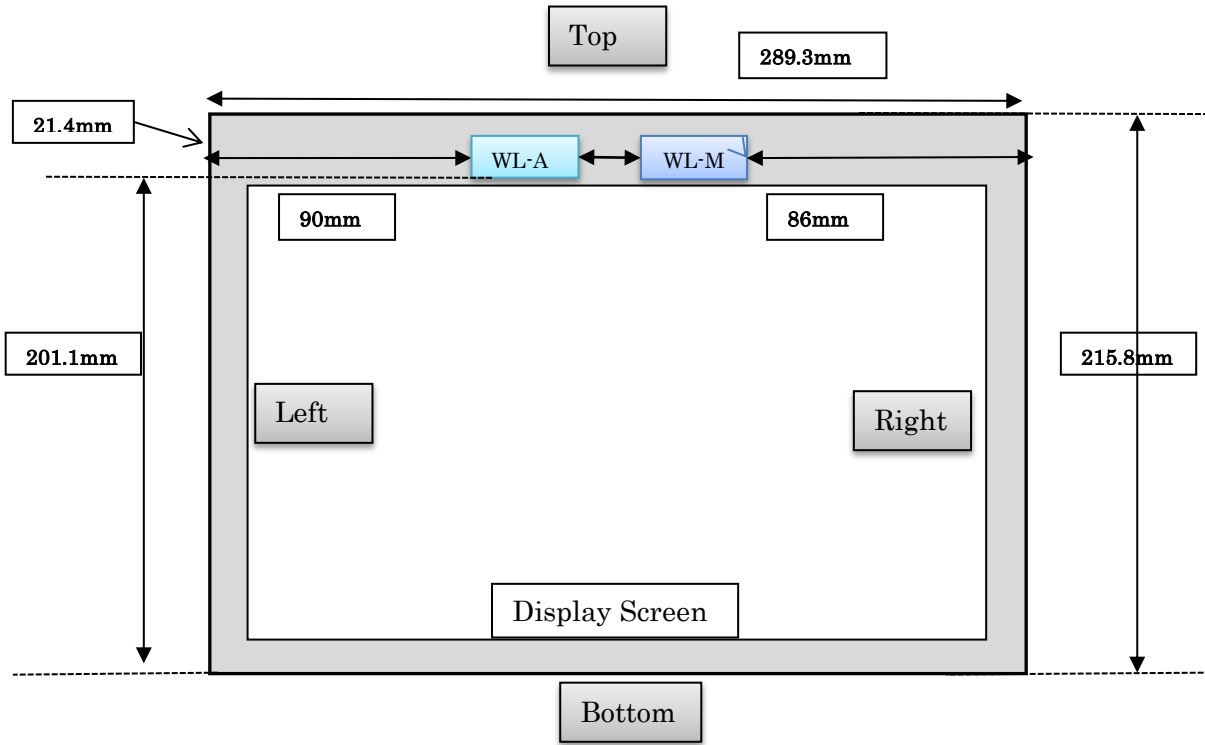 Top
289.3mm
21.4mm
WL-A
WL-M
90mm
86mm
201.1mm
215.8mm
Left
Right
Display Screen
Bottom